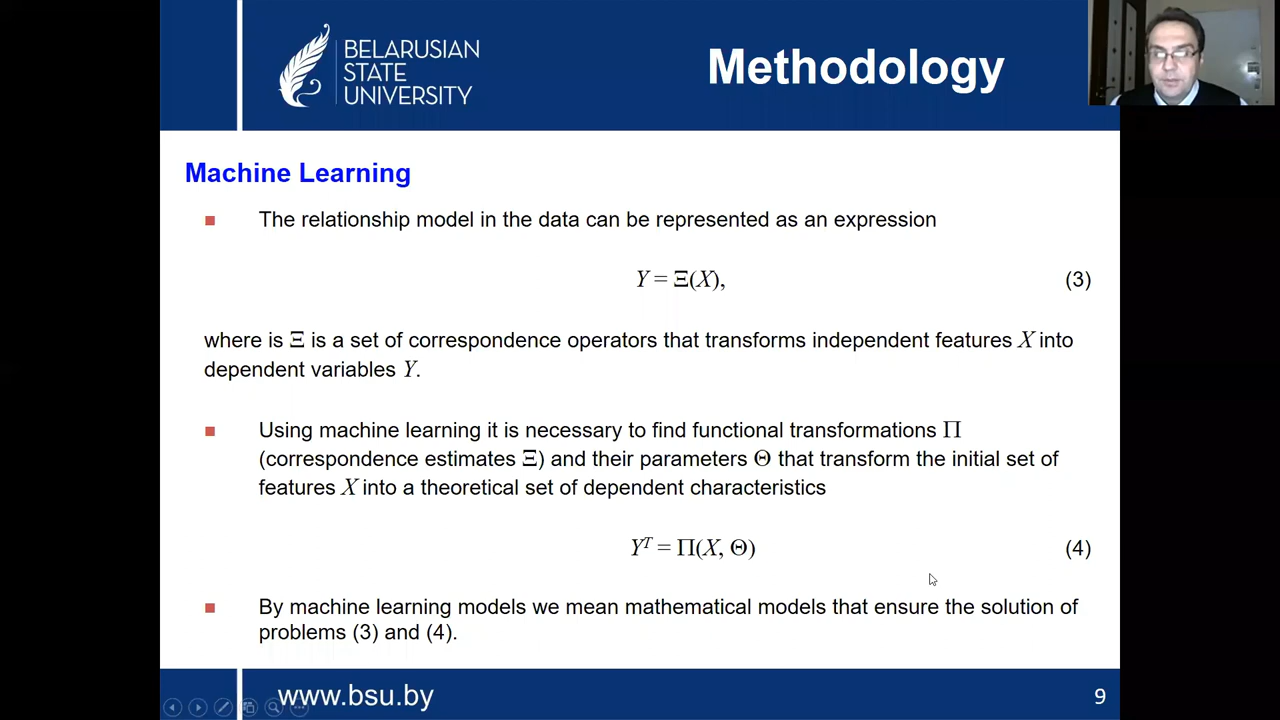 BELARUSIAN
STATE
UNIVERSITY
Methodology
Machine Learning
The relationship model in the data can be represented as an expression
Y = Ξ(X), (3)
where is Ξ is a set of correspondence operators that transforms independent features X into
dependent variables Y.
Using machine learning it is necessary to find functional transformations Π
(correspondence estimates Ξ) and their parameters Θ that transform the initial set of
features X into a theoretical set of dependent characteristics
Yᵀ = Π(X, Θ) (4)
By machine learning models we mean mathematical models that ensure the solution of
problems (3) and (4).
www.bsu.by
9